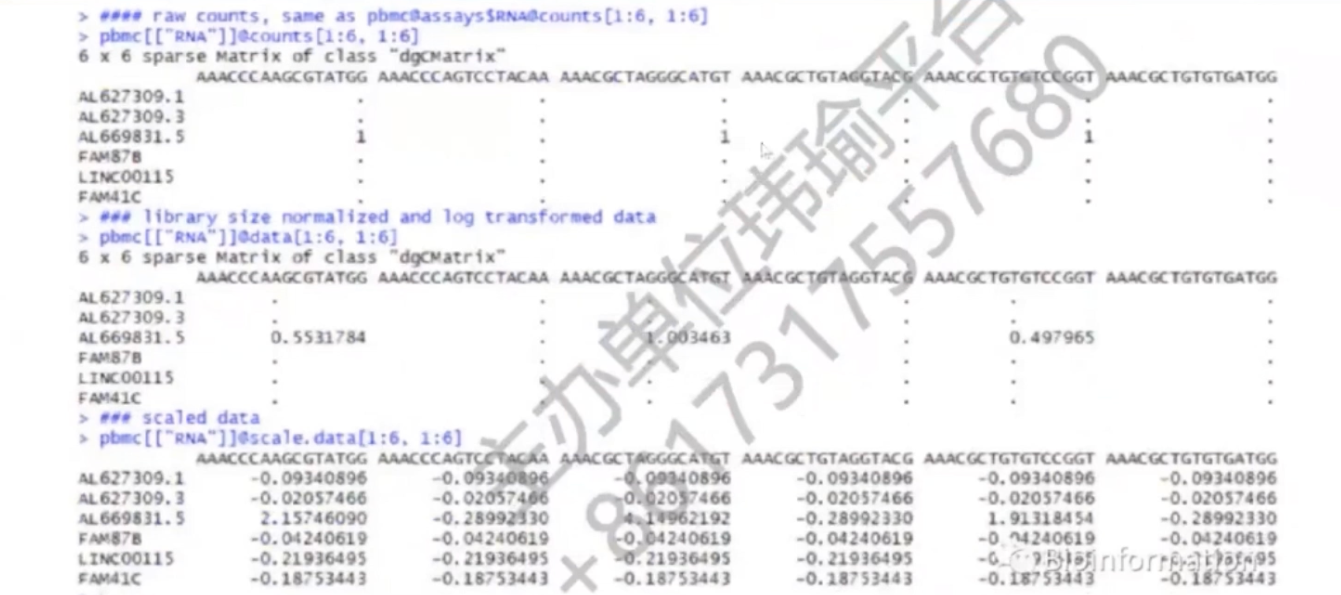 > #### raw counts, same as pbmc@assays$RNA@counts[1:6, 1:6]
> pbmc[["RNA"]]@counts[1:6, 1:6]
6 x 6 sparse Matrix of class "dgCMatrix"
AAACCCAAGCGTATGG AAACCCAGTCCTACAA AAACGCTAGGGCATGT AAACGCTGTAGGTACG AAACGCTGTGTCCGGT AAACGCTGTGTGATGG
AL627309.1 . . . . . .
AL627309.3 . . . . . .
AL669831.5 1 . 1 . 1 .
FAM87B . . . . . .
LINC00115 . . . . . .
FAM41C . . . . . .
> ### library size normalized and log transformed data
> pbmc[["RNA"]]@data[1:6, 1:6]
6 x 6 sparse Matrix of class "dgCMatrix"
AAACCCAAGCGTATGG AAACCCAGTCCTACAA AAACGCTAGGGCATGT AAACGCTGTAGGTACG AAACGCTGTGTCCGGT AAACGCTGTGTGATGG
AL627309.1 . . . . . .
AL627309.3 . . . . . .
AL669831.5 0.5531784 . 1.003463 . 0.497965 .
FAM87B . . . . . .
LINC00115 . . . . . .
FAM41C . . . . . .
> ### scaled data
> pbmc[["RNA"]]@scale.data[1:6, 1:6]
AAACCCAAGCGTATGG AAACCCAGTCCTACAA AAACGCTAGGGCATGT AAACGCTGTAGGTACG AAACGCTGTGTCCGGT AAACGCTGTGTGATGG
AL627309.1 -0.09340896 -0.09340896 -0.09340896 -0.09340896 -0.09340896 -0.09340896
AL627309.3 -0.02057466 -0.02057466 -0.02057466 -0.02057466 -0.02057466 -0.02057466
AL669831.5 2.15746090 -0.28992330 4.14962192 -0.28992330 1.91318454 -0.28992330
FAM87B -0.04240619 -0.04240619 -0.04240619 -0.04240619 -0.04240619 -0.04240619
LINC00115 -0.21936495 -0.21936495 -0.21936495 -0.21936495
FAM41C -0.18753443 -0.18753443 -0.18753443 -0.18753443 -0.18753443 -0.18753443
主办单位玮瑜平台
+8617317557680
Bioinformation